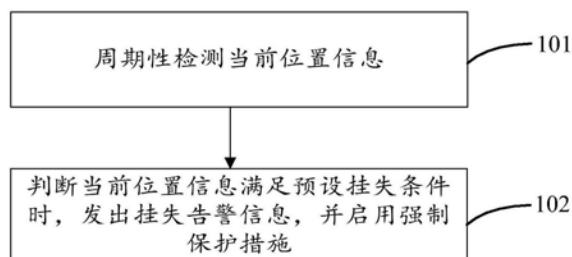 周期性检测当前位置信息
101
判断当前位置信息满足预设挂失条件
时，发出挂失告警信息，并启用强制
保护措施
102